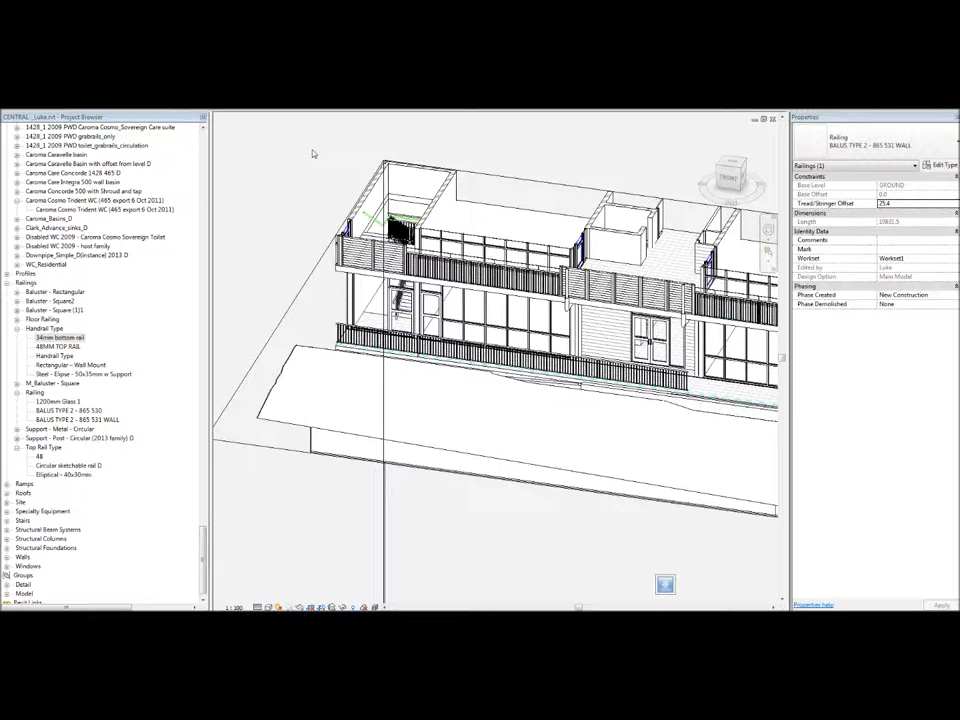 CENTRAL _Luke.rvt - Project Browser
1428_1 2009 PWD Caroma Cosmo_Sovereign Care suite
1428_1 2009 PWD grabrails_only
1428_1 2009 PWD toilet_grabrails_circulation
Caroma Caravelle basin
Caroma Caravelle Basin with offset from level D
Caroma Care Concorde 1428 465 D
Caroma Care Integra 500 wall basin
Caroma Concorde 500 with Shroud and tap
Caroma Cosmo Trident WC (465 export 6 Oct 2011)
Caroma Cosmo Trident WC (465 export 6 Oct 2011)
Caroma_Basins_D
Clark_Advance_sinks_D
Disabled WC 2009 - Caroma Cosmo Sovereign Toilet
Disabled WC 2009 - host family
Downpipe_Simple_D(instance) 2013 D
WC_Residential
Profiles
Railings
Baluster - Rectangular
Baluster - Square2
Baluster - Square (1)1
Floor Railing
Handrail Type
34mm bottom rail
48MM TOP RAIL
Handrail Type
Rectangular - Wall Mount
Steel - Elipse - 50x35mm w Support
M_Baluster - Square
Railing
1200mm Glass 1
BALUS TYPE 2 - 865 530
BALUS TYPE 2 - 865 531 WALL
Support - Metal - Circular
Support - Post - Circular (2013 family) D
Top Rail Type
48
Circular sketchable rail D
Elliptical - 40x30mm
Ramps
Roofs
Site
Specialty Equipment
Stairs
Structural Beam Systems
Structural Columns
Structural Foundations
Walls
Windows
Groups
Detail
Model
Revit Links
FRONT
1 : 100
Properties
Railing
BALUS TYPE 2 - 865 531 WALL
Railings (1)
Edit Type
Constraints
Base Level GROUND
Base Offset 0.0
Tread/Stringer Offset 25.4
Dimensions
Length 10831.5
Identity Data
Comments
Mark
Workset Workset1
Edited by Luke
Design Option Main Model
Phasing
Phase Created New Construction
Phase Demolished None
Properties help
Apply